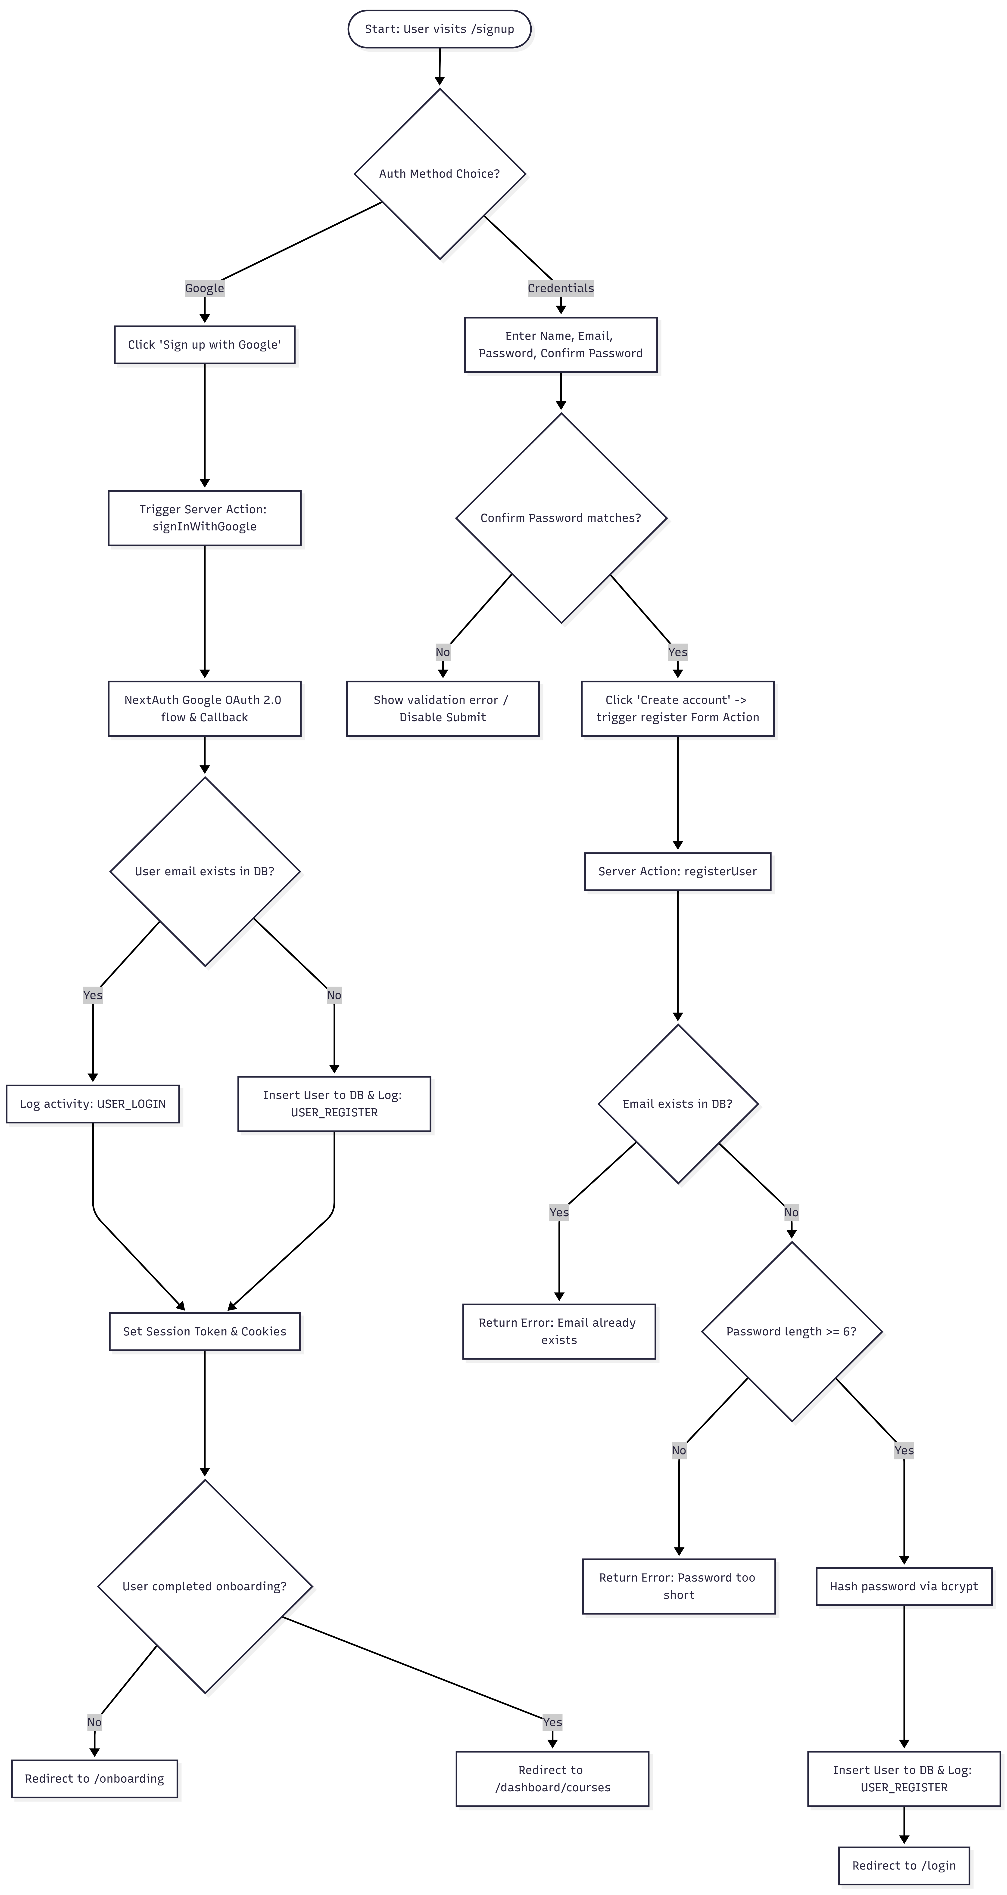 Start: User visits /signup
Auth Method Choice?
Google
Credentials
Click 'Sign up with Google'
Enter Name, Email,
Password, Confirm Password
Trigger Server Action:
signInWithGoogle
Confirm Password matches?
No
Yes
NextAuth Google OAuth 2.0
flow & Callback
Show validation error /
Disable Submit
Click 'Create account' ->
trigger register Form Action
User email exists in DB?
Server Action: registerUser
Yes
No
Log activity: USER_LOGIN
Insert User to DB & Log:
USER_REGISTER
Email exists in DB?
Yes
No
Set Session Token & Cookies
Return Error: Email already
exists
Password length >= 6?
No
Yes
User completed onboarding?
Return Error: Password too
short
Hash password via bcrypt
No
Yes
Redirect to /onboarding
Redirect to
/dashboard/courses
Insert User to DB & Log:
USER_REGISTER
Redirect to /login